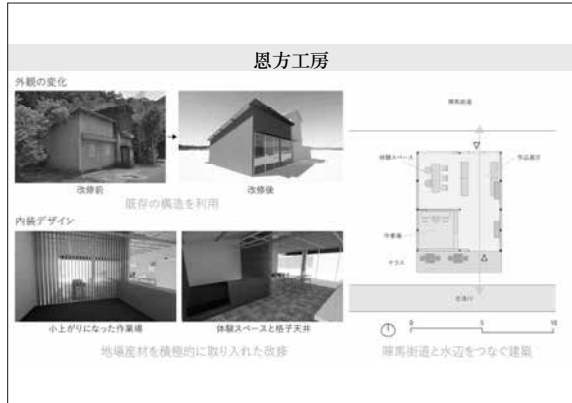 恩方工房
外観の変化
改修前
改修後
既存の構造を利用
内装デザイン
小上がりになった作業場
体験スペースと格子天井
地場産材を積極的に取り入れた改修
陣馬街道
体験スペース
作品展示
作業場
テラス
0
5
10
陣馬街道と水辺をつなぐ建築